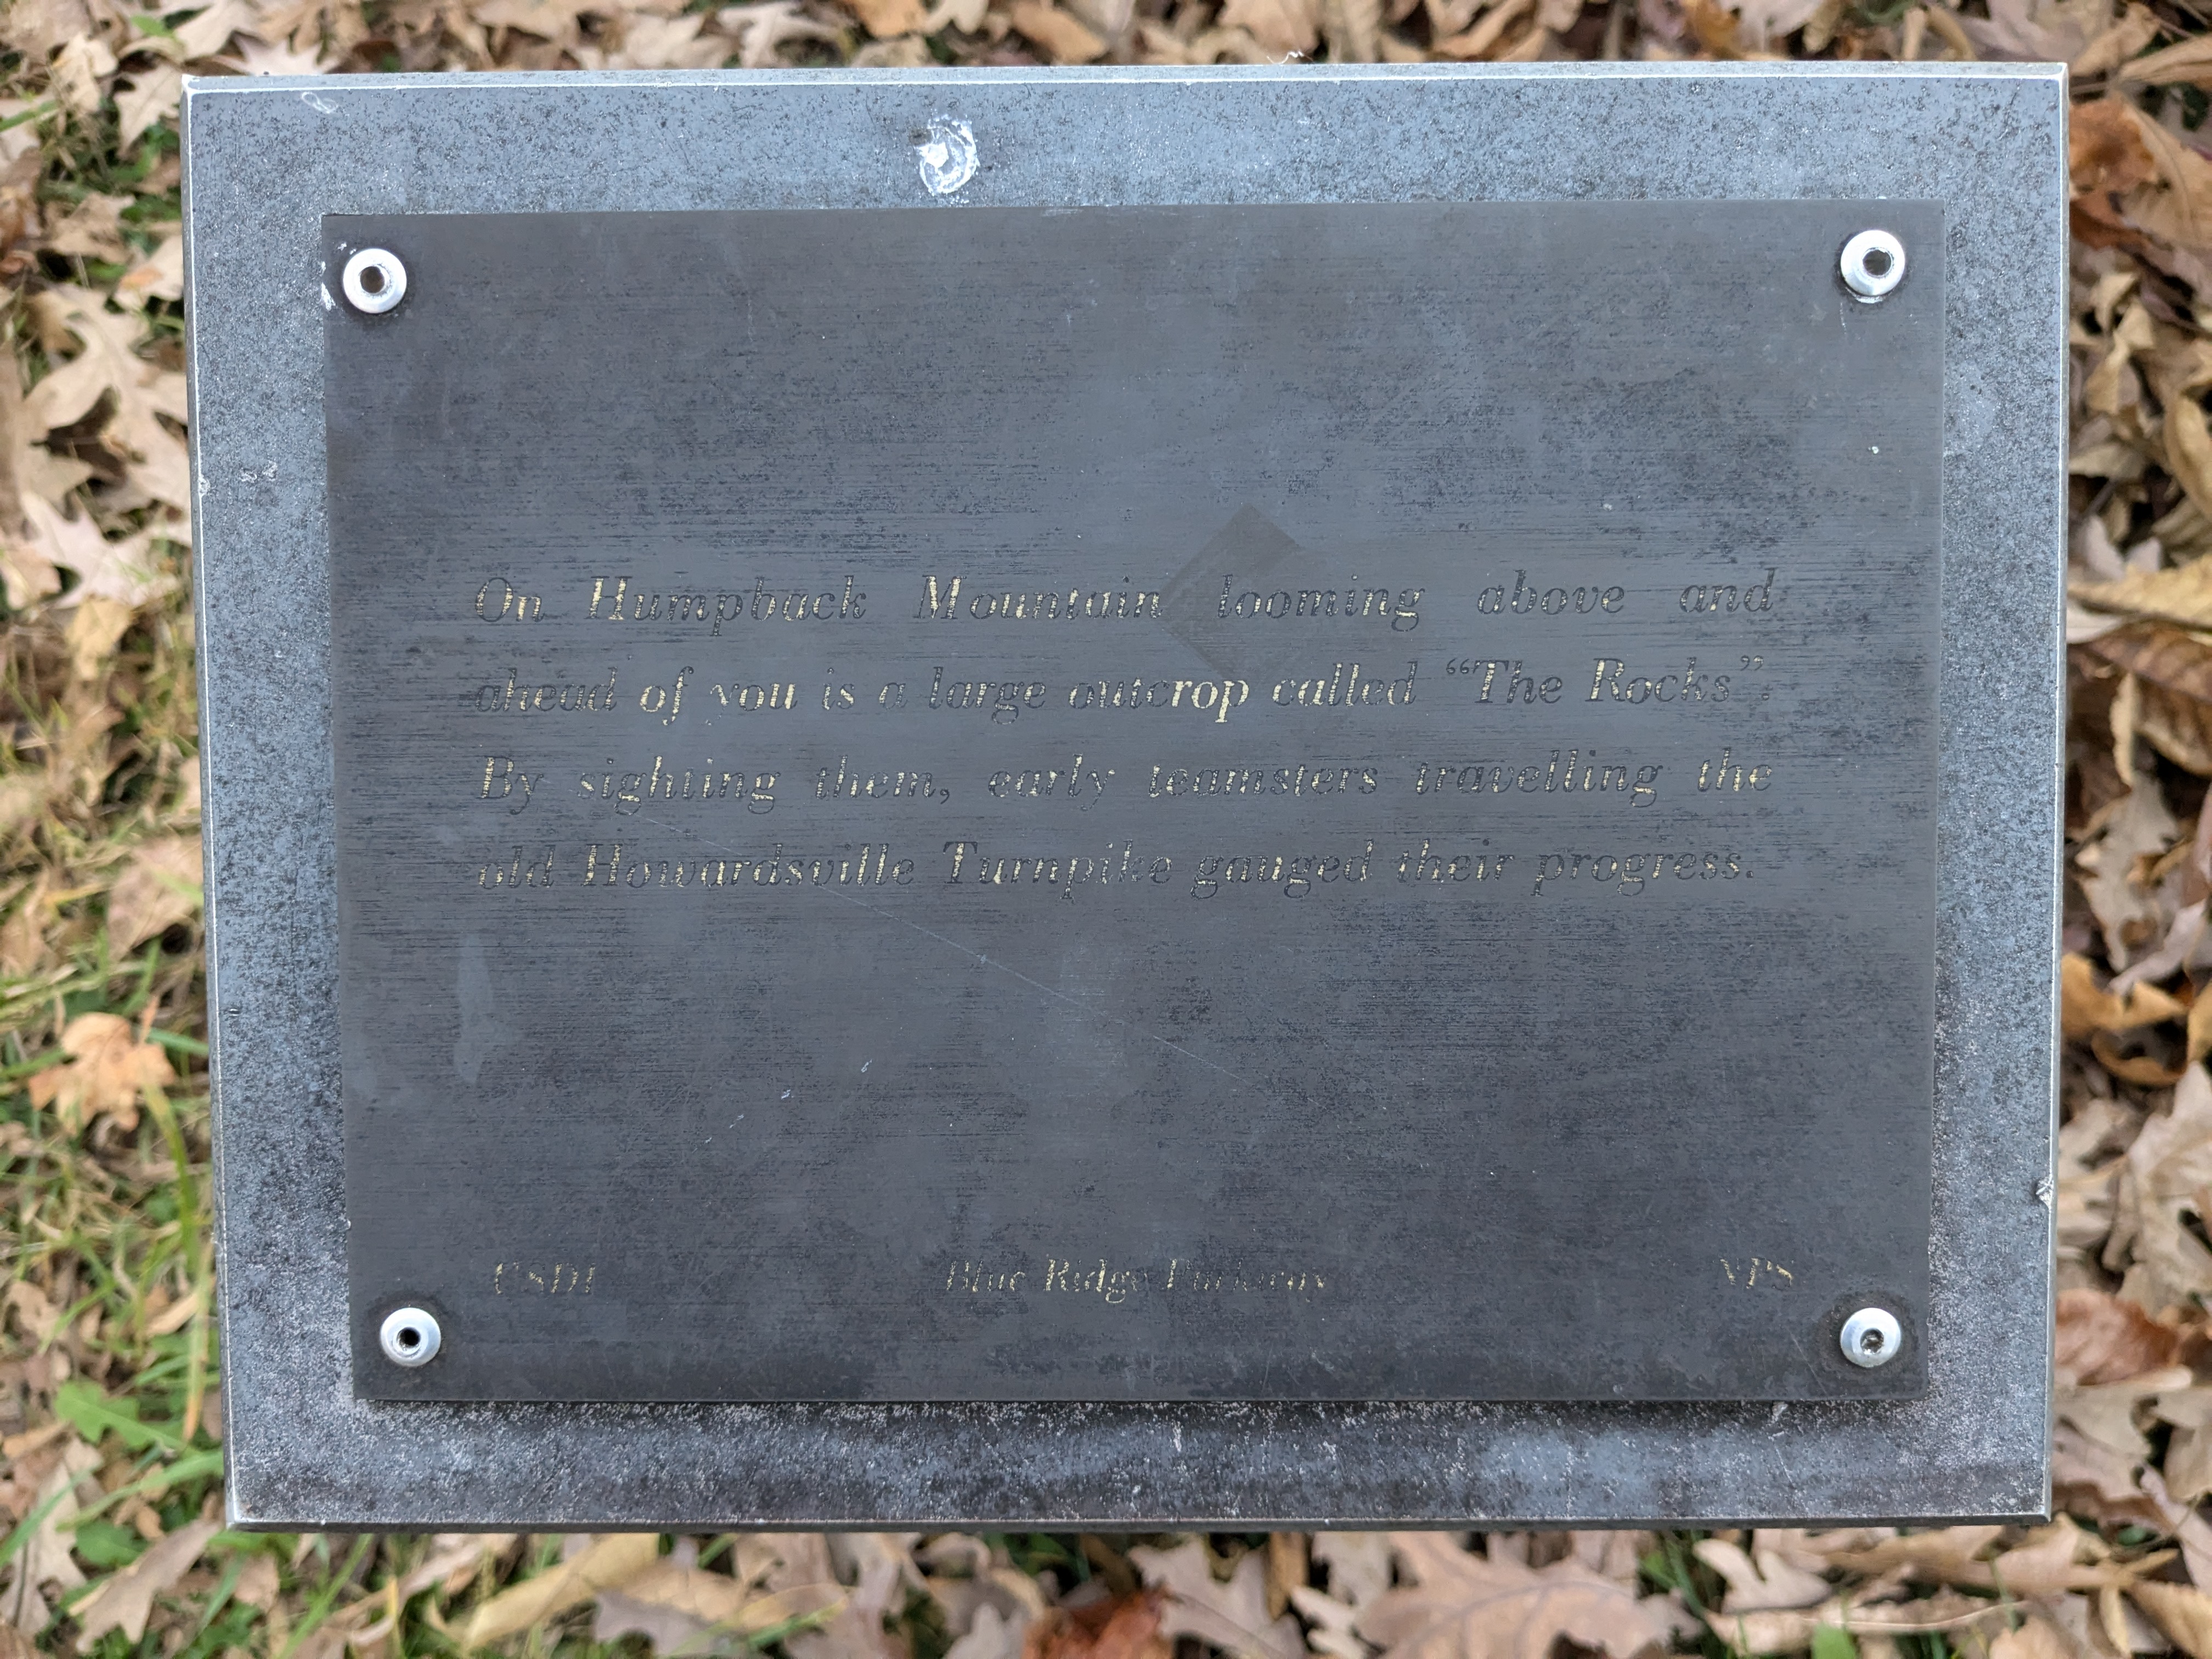 On Humpback Mountain looming above and
ahead of you is a large outcrop called “The Rocks”.
By sighting them, early teamsters travelling the
old Howardsville Turnpike gauged their progress.
USDI Blue Ridge Parkway NPS